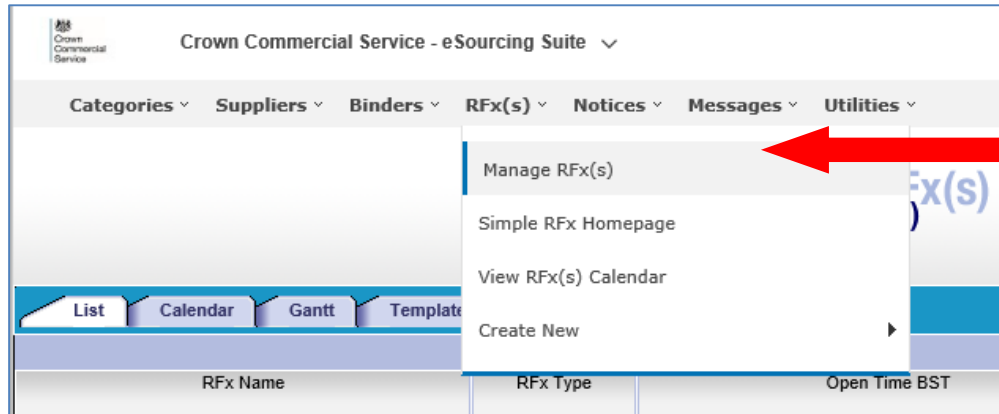 Crown
Commercial
Service
Crown Commercial Service - eSourcing Suite
Categories Suppliers Binders RFx(s) Notices Messages Utilities
Manage RFx(s)
Simple RFx Homepage
View RFx(s) Calendar
Create New
Fx(s)
)
List Calendar Gantt Template
RFx Name RFx Type Open Time BST